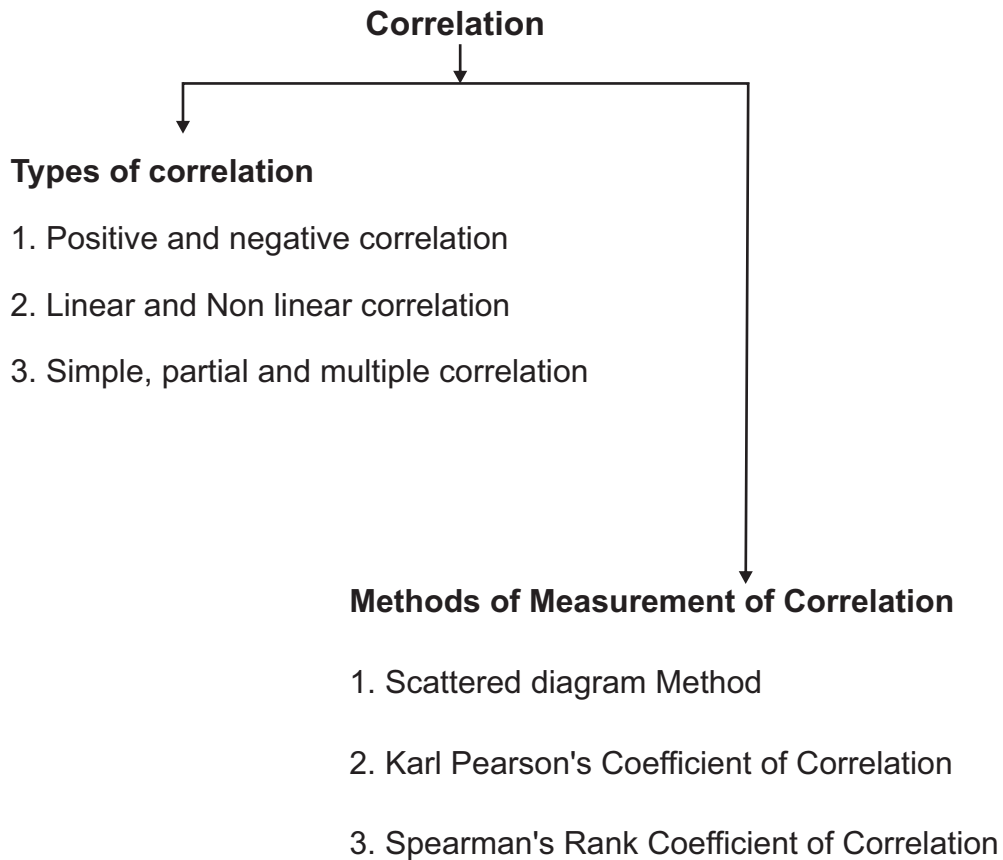 Correlation
Types of correlation
1. Positive and negative correlation
2. Linear and Non linear correlation
3. Simple, partial and multiple correlation
Methods of Measurement of Correlation
1. Scattered diagram Method
2. Karl Pearson's Coefficient of Correlation
3. Spearman's Rank Coefficient of Correlation